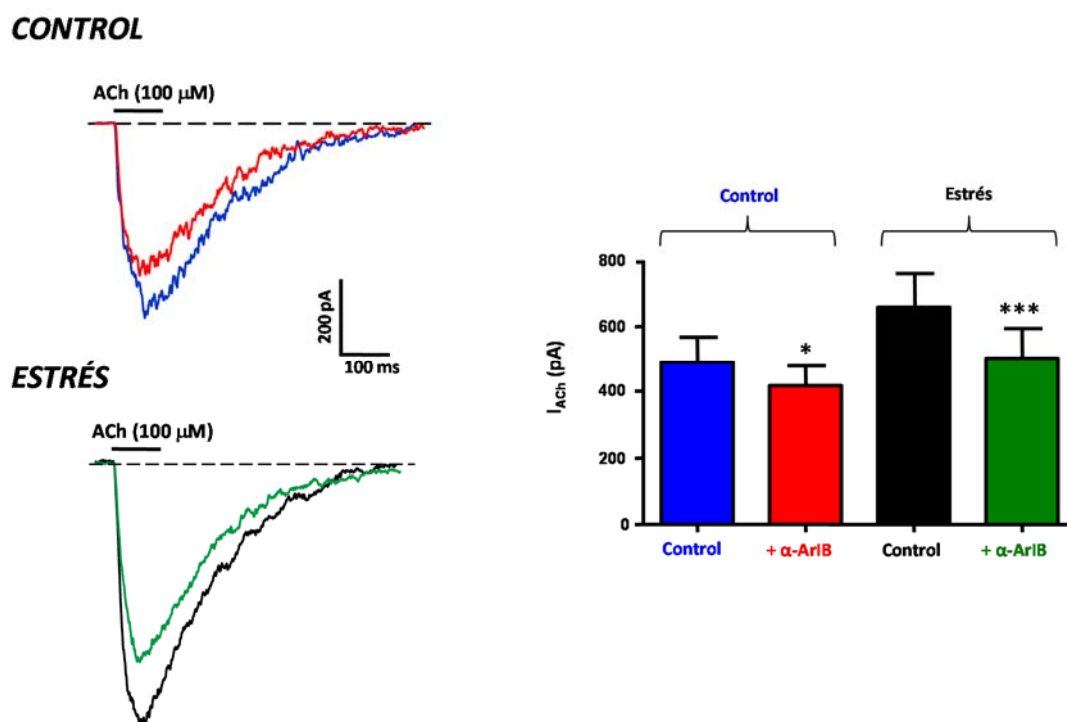 CONTROL
ACh (100 μM)
200 pA
100 ms
ESTRÉS
ACh (100 μM)
Control
Estrés
I_ACh (pA)
800
600
400
200
0
*
***
Control
+ α-ArIB
Control
+ α-ArIB